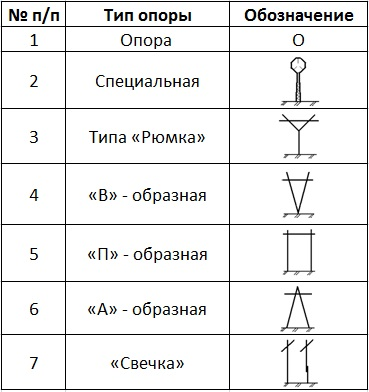 № п/п Тип опоры Обозначение
1 Опора О
2 Специальная
3 Типа «Рюмка»
4 «В» - образная
5 «П» - образная
6 «А» - образная
7 «Свечка»